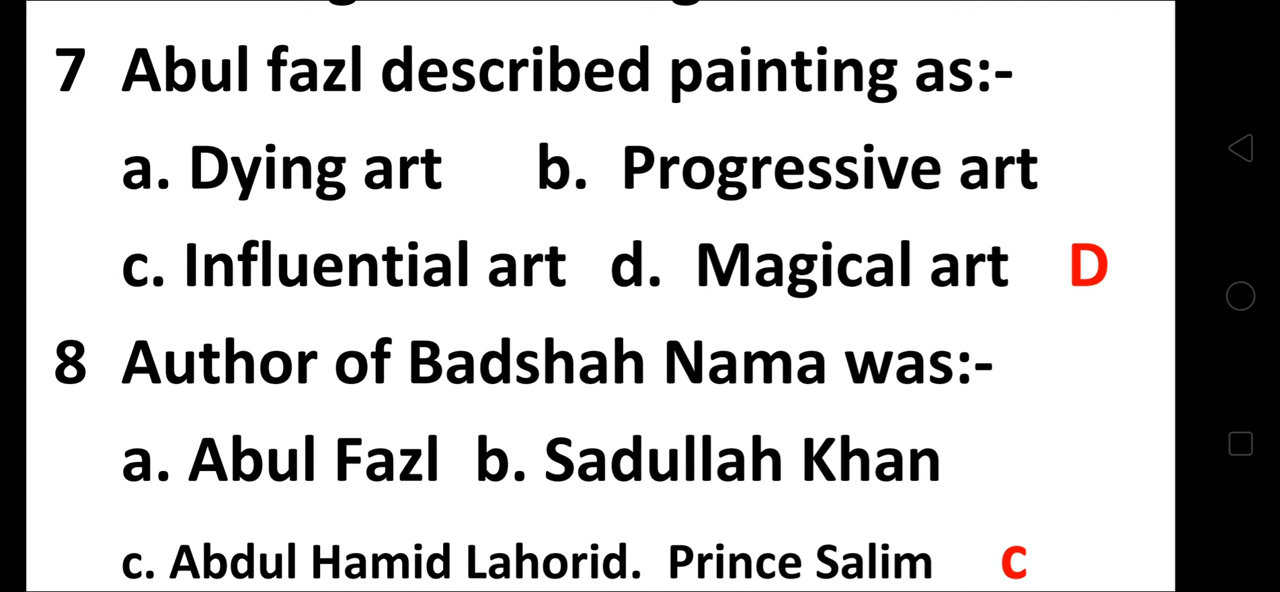 7 Abul fazl described painting as:-
a. Dying art b. Progressive art
c. Influential art d. Magical art D
8 Author of Badshah Nama was:-
a. Abul Fazl b. Sadullah Khan
c. Abdul Hamid Lahorid. Prince Salim c